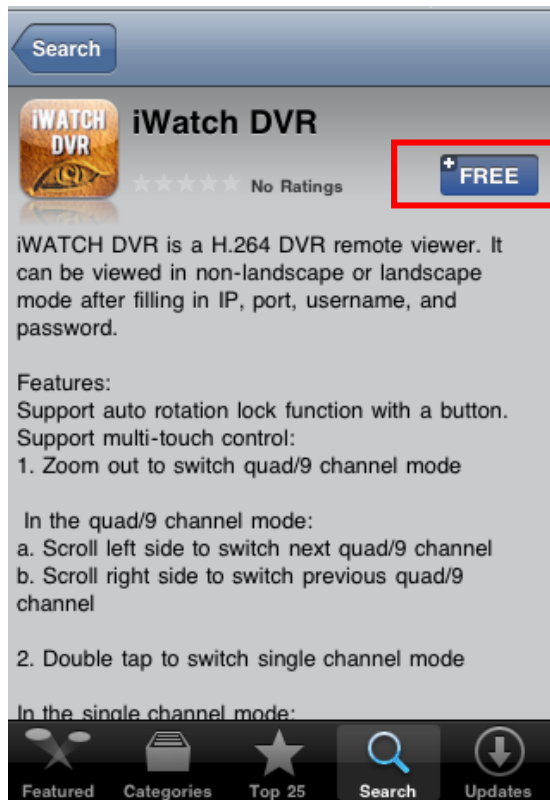 Search
iWATCH
DVR
iWatch DVR
No Ratings
+ FREE
iWATCH DVR is a H.264 DVR remote viewer. It
can be viewed in non-landscape or landscape
mode after filling in IP, port, username, and
password.
Features:
Support auto rotation lock function with a button.
Support multi-touch control:
1. Zoom out to switch quad/9 channel mode
In the quad/9 channel mode:
a. Scroll left side to switch next quad/9 channel
b. Scroll right side to switch previous quad/9
channel
2. Double tap to switch single channel mode
In the single channel mode:
Featured Categories Top 25 Search Updates